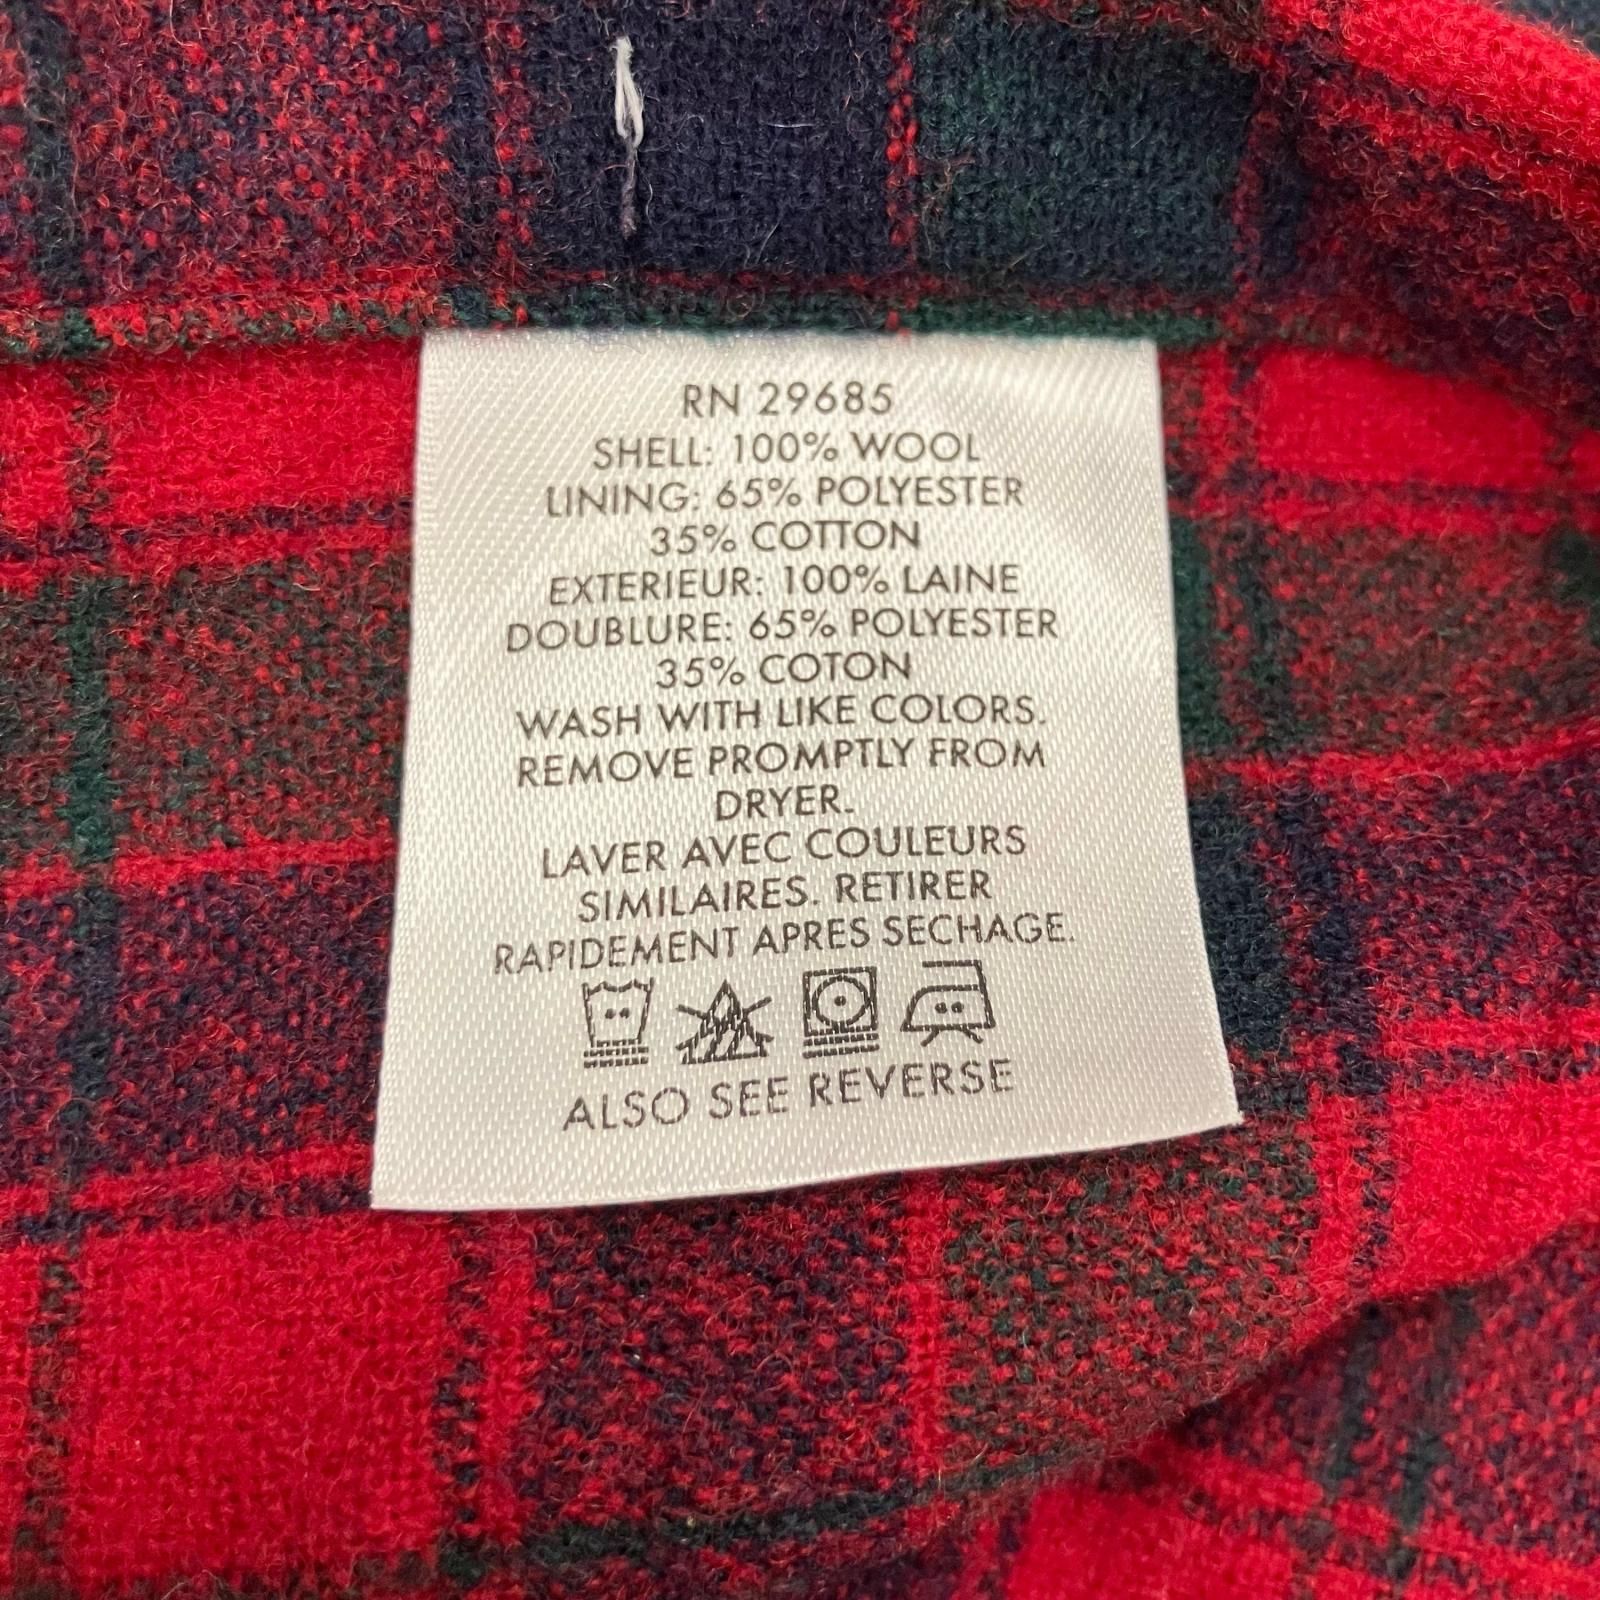 RN 29685
SHELL: 100% WOOL
LINING: 65% POLYESTER
35% COTTON
EXTERIEUR: 100% LAINE
DOUBLURE: 65% POLYESTER
35% COTON
WASH WITH LIKE COLORS.
REMOVE PROMPTLY FROM
DRYER.
LAVER AVEC COULEURS
SIMILAIRES. RETIRER
RAPIDEMENT APRES SECHAGE.
ALSO SEE REVERSE